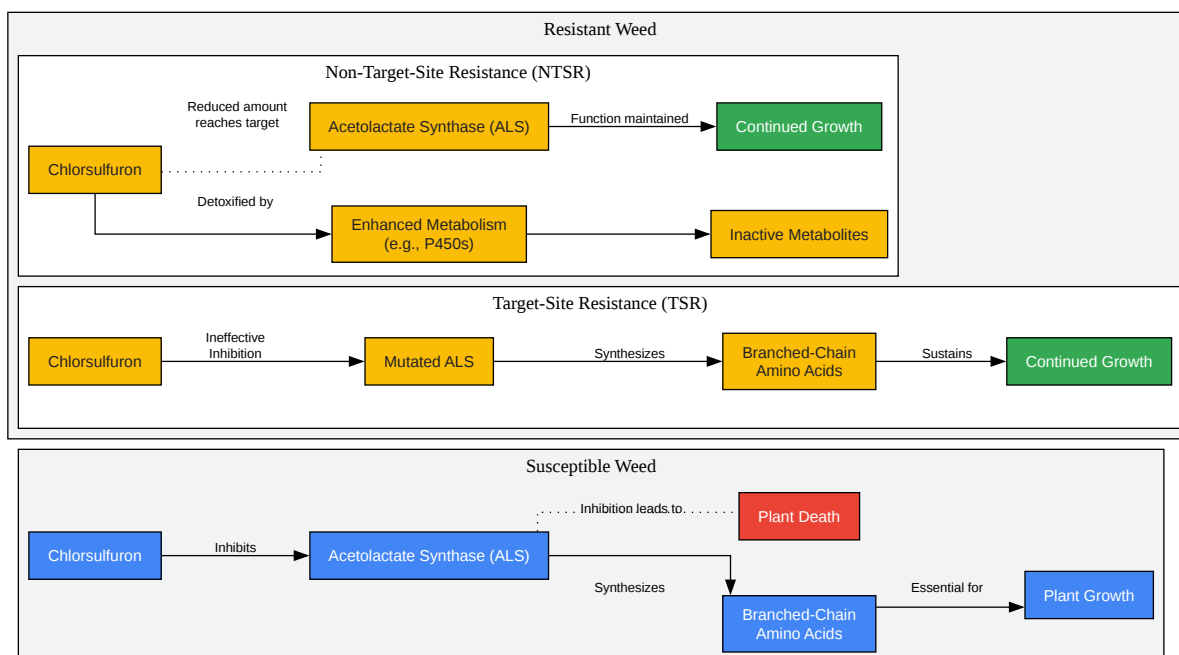 Resistant Weed
Non-Target-Site Resistance (NTSR)
Reduced amount
reaches target
Acetolactate Synthase (ALS)
Function maintained
Continued Growth
Chlorsulfuron
Detoxified by
Enhanced Metabolism
(e.g., P450s)
Inactive Metabolites
Target-Site Resistance (TSR)
Chlorsulfuron
Ineffective
Inhibition
Mutated ALS
Synthesizes
Branched-Chain
Amino Acids
Sustains
Continued Growth
Susceptible Weed
Inhibition leads to
Plant Death
Chlorsulfuron
Inhibits
Acetolactate Synthase (ALS)
Synthesizes
Branched-Chain
Amino Acids
Essential for
Plant Growth